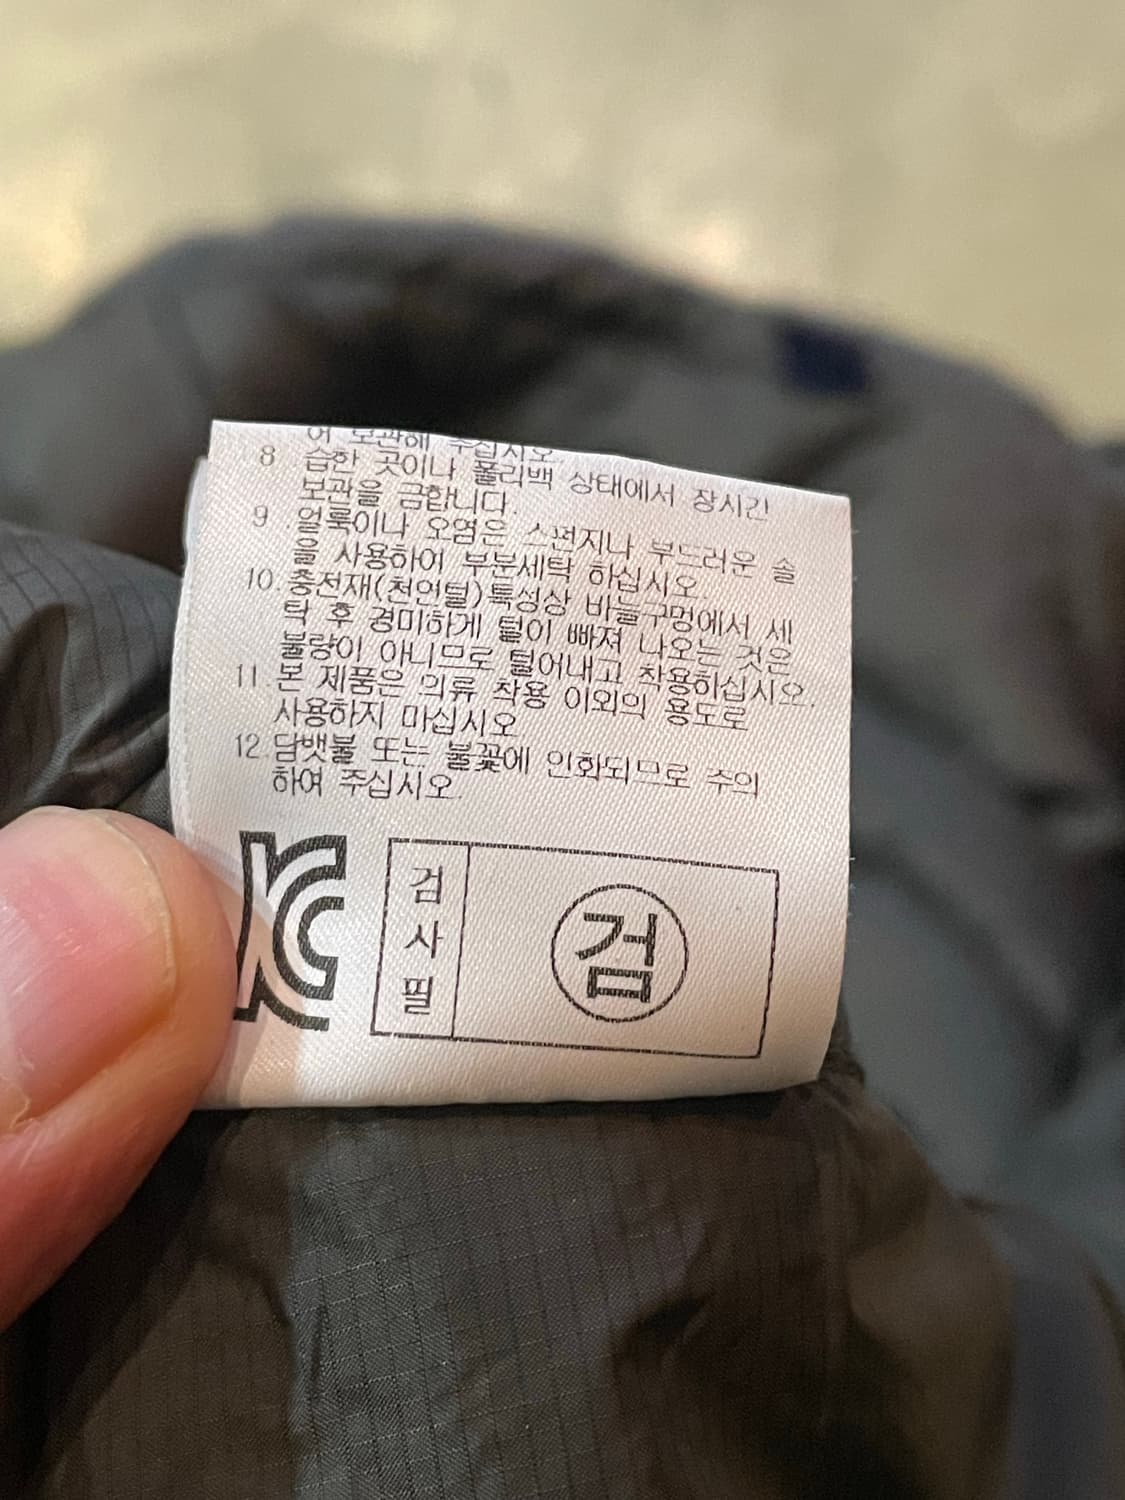 어 보관해 주십시오.
8 습한 곳이나 폴리백 상태에서 장시간
보관을 금합니다.
9 .얼룩이나 오염은 스펀지나 부드러운 솔
을 사용하여 부분세탁 하십시오.
10.충전재(천연털)특성상 바늘구멍에서 세
탁 후 경미하게 털이 빠져 나오는 것은
불량이 아니므로 털어내고 착용하십시오.
11.본 제품은 의류 착용 이외의 용도로
사용하지 마십시오
12.담뱃불 또는 불꽃에 인화되므로 주의
하여 주십시오.
KC
검사필
검